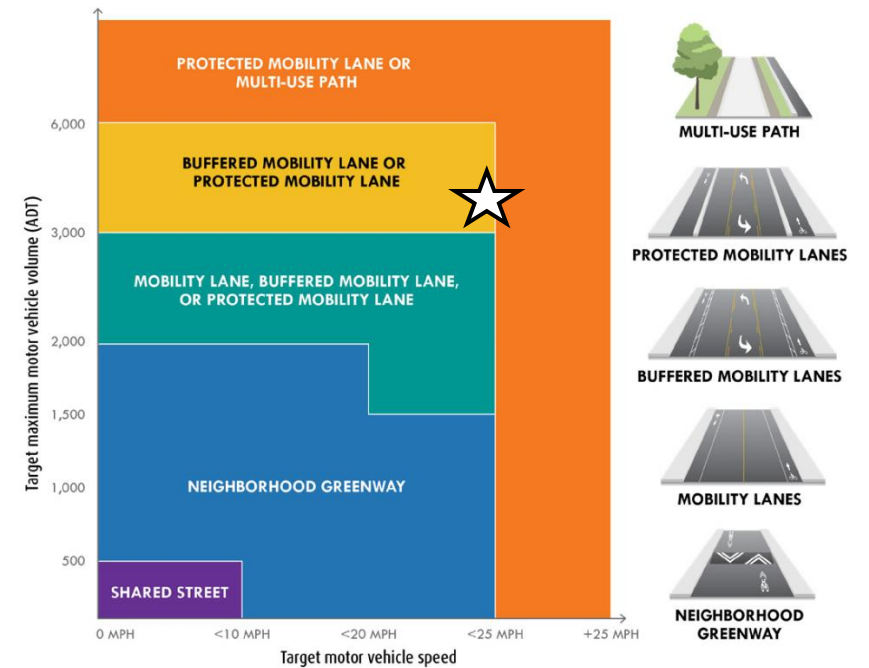 PROTECTED MOBILITY LANE OR
MULTI-USE PATH
6,000
BUFFERED MOBILITY LANE OR
PROTECTED MOBILITY LANE
3,000
MOBILITY LANE, BUFFERED MOBILITY LANE,
OR PROTECTED MOBILITY LANE
2,000
1,500
NEIGHBORHOOD GREENWAY
1,000
500
SHARED STREET
0 MPH
<10 MPH
<20 MPH
<25 MPH
+25 MPH
Target motor vehicle speed
Target maximum motor vehicle volume (ADT)
MULTI-USE PATH
PROTECTED MOBILITY LANES
BUFFERED MOBILITY LANES
MOBILITY LANES
NEIGHBORHOOD
GREENWAY